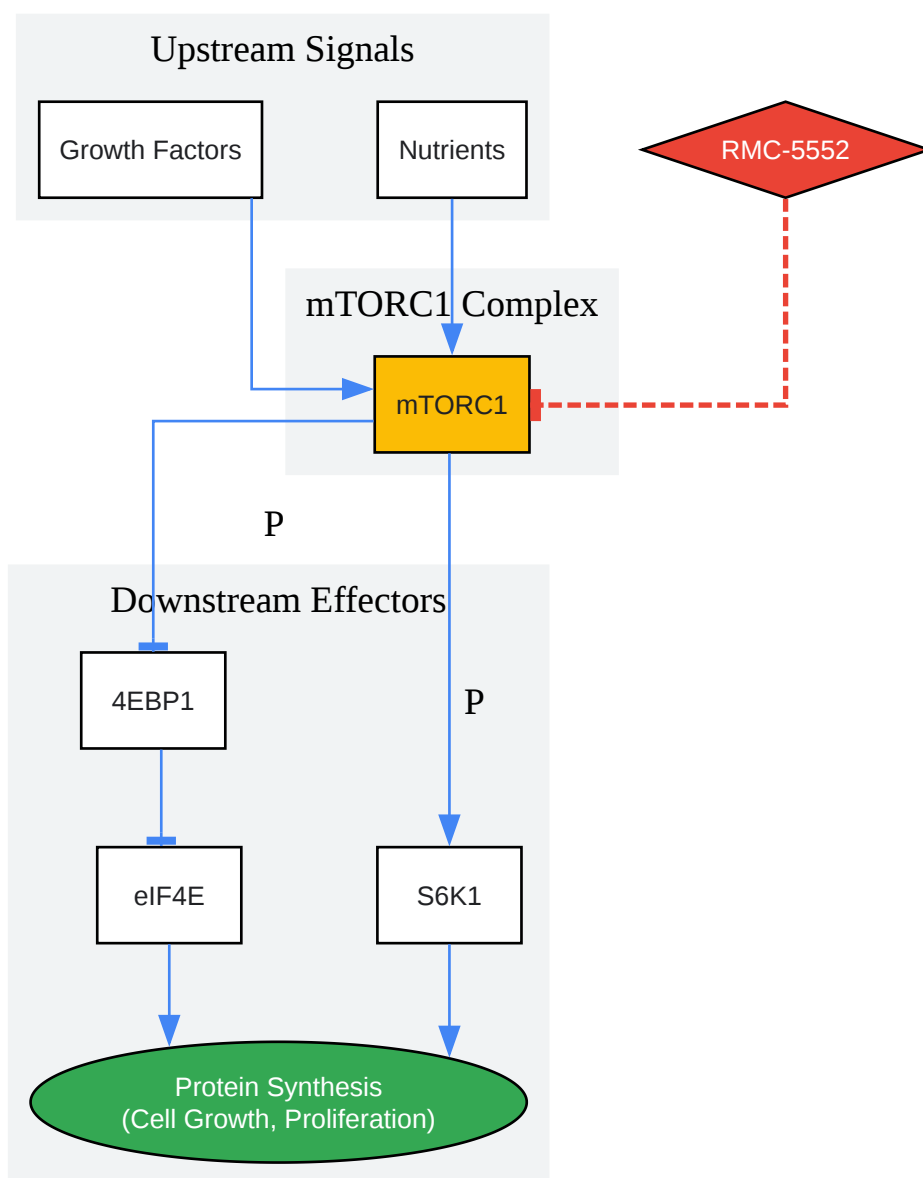 Upstream Signals
Growth Factors
Nutrients
RMC-5552
mTORC1 Complex
mTORC1
P
Downstream Effectors
4EBP1
P
eIF4E
S6K1
Protein Synthesis
(Cell Growth, Proliferation)